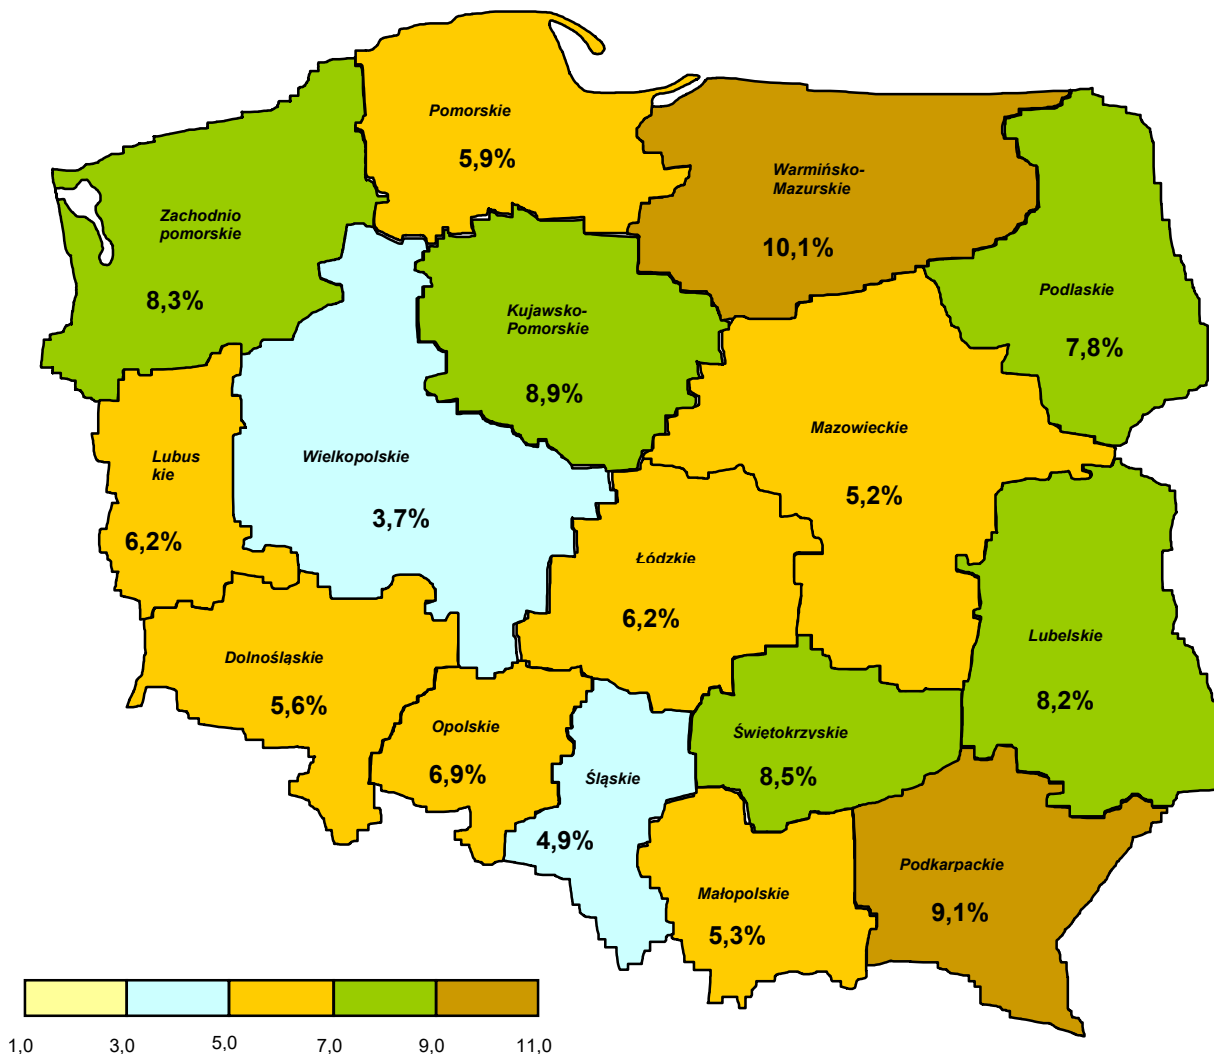 Pomorskie
5,9%
Warmińsko-
Mazurskie
10,1%
Zachodnio
pomorskie
8,3%
Podlaskie
7,8%
Kujawsko-
Pomorskie
8,9%
Mazowieckie
5,2%
Lubus
kie
6,2%
Wielkopolskie
3,7%
Łódzkie
6,2%
Lubelskie
8,2%
Dolnośląskie
5,6%
Opolskie
6,9%
Śląskie
4,9%
Świętokrzyskie
8,5%
Małopolskie
5,3%
Podkarpackie
9,1%
1,0 3,0 5,0 7,0 9,0 11,0